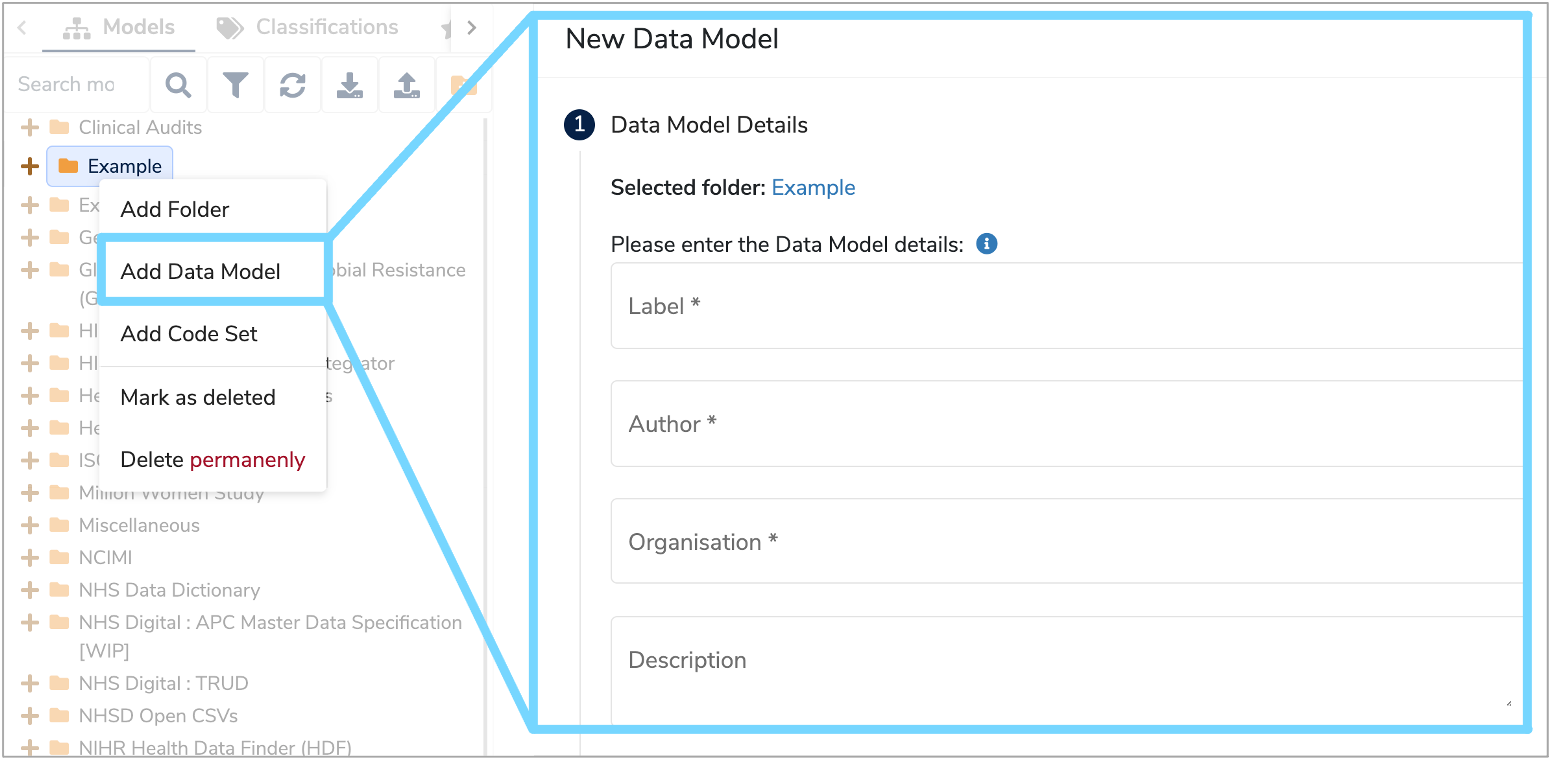 Models
Classifications
Search mo
Clinical Audits
Example
Ex
Ge
Gl obial Resistance
(G
HI
HI tegrator
He s
He
ISO
Million Women Study
Miscellaneous
NCIMI
NHS Data Dictionary
NHS Digital : APC Master Data Specification
[WIP]
NHS Digital : TRUD
NHSD Open CSVs
NIHR Health Data Finder (HDF)
Add Folder
Add Data Model
Add Code Set
Mark as deleted
Delete permanenly
New Data Model
1 Data Model Details
Selected folder: Example
Please enter the Data Model details:
Label *
Author *
Organisation *
Description